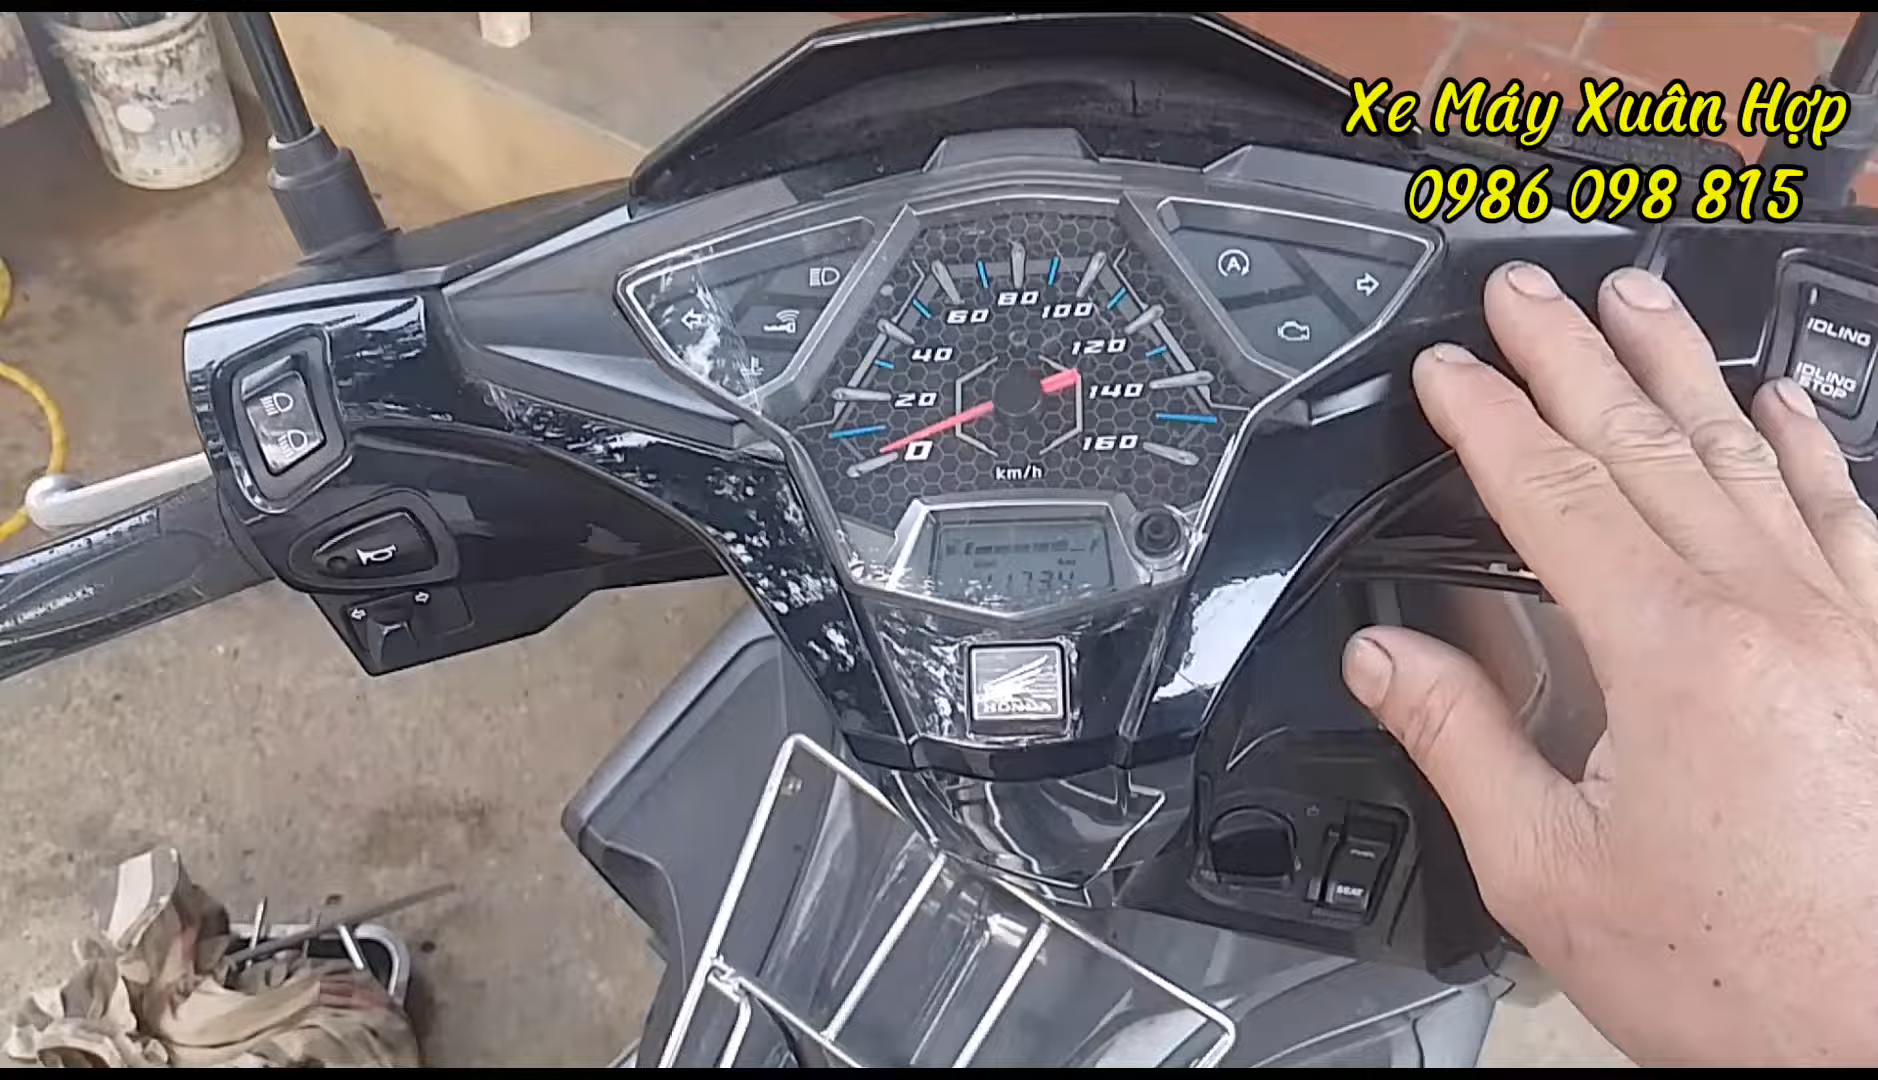 Xe Máy Xuân Hợp
0986 098 815
IDLING
IDLING
STOP
80
60
100
40
120
20
140
0
160
km/h
E
F
HONDA
FUEL
SEAT